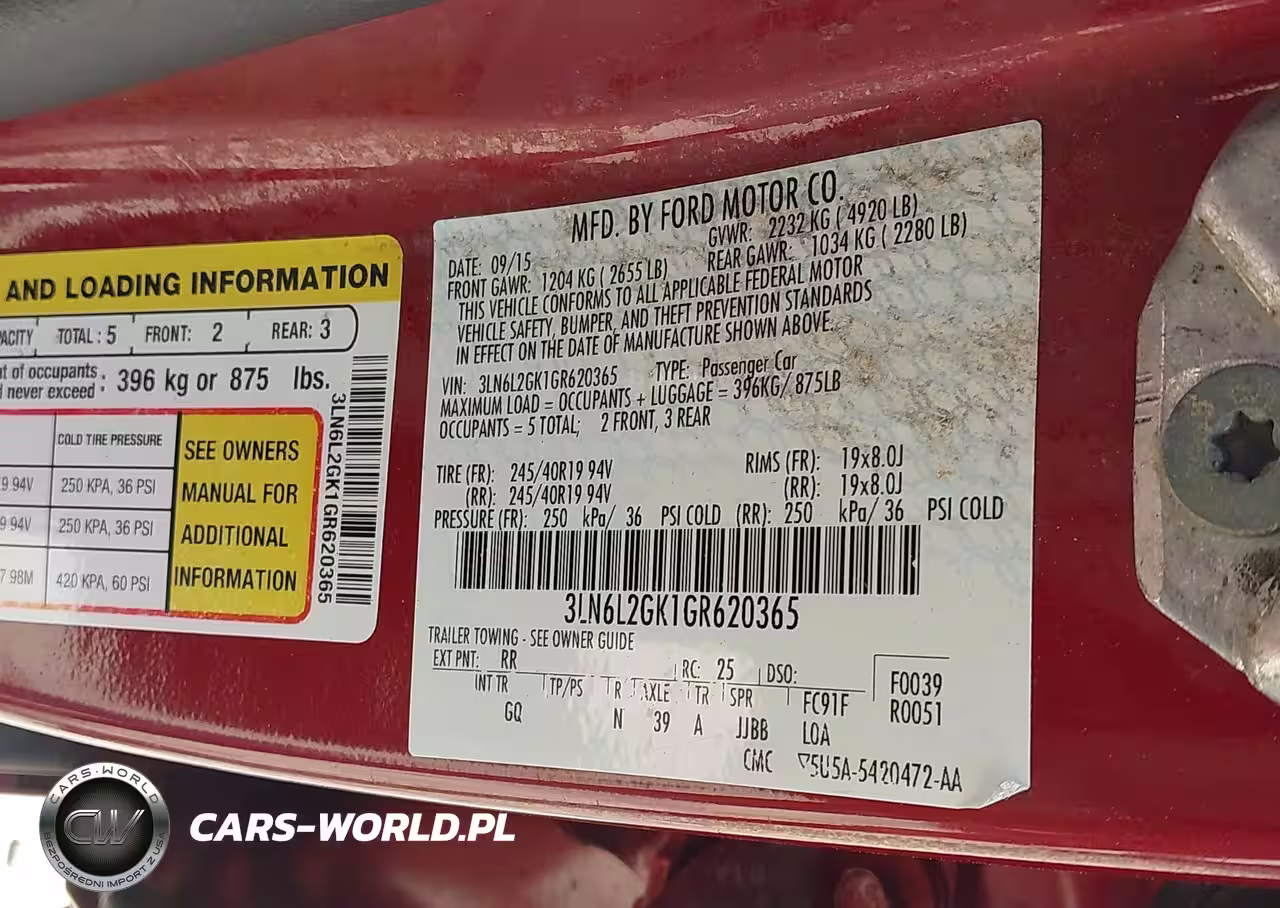 AND LOADING INFORMATION
TOTAL: 5 FRONT: 2 REAR: 3
of occupants
never exceed : 396 kg or 875 lbs.
COLD TIRE PRESSURE
250 KPA, 36 PSI
250 KPA, 36 PSI
420 KPA, 60 PSI
SEE OWNERS
MANUAL FOR
ADDITIONAL
INFORMATION
3LN6L2GK1GR620365
MFD. BY FORD MOTOR CO.
DATE: 09/15 GVWR: 2232 KG ( 4920 LB)
FRONT GAWR: 1204 KG ( 2655 LB) REAR GAWR: 1034 KG ( 2280 LB)
THIS VEHICLE CONFORMS TO ALL APPLICABLE FEDERAL MOTOR
VEHICLE SAFETY, BUMPER, AND THEFT PREVENTION STANDARDS
IN EFFECT ON THE DATE OF MANUFACTURE SHOWN ABOVE.
VIN: 3LN6L2GK1GR620365 TYPE: Passenger Car
MAXIMUM LOAD = OCCUPANTS + LUGGAGE = 396KG/ 875LB
OCCUPANTS = 5 TOTAL; 2 FRONT, 3 REAR
TIRE (FR): 245/40R19 94V RIMS (FR): 19x8.0J
(RR): 245/40R19 94V (RR): 19x8.0J
PRESSURE (FR): 250 kPa/ 36 PSI COLD (RR): 250 kPa/ 36 PSI COLD
3LN6L2GK1GR620365
TRAILER TOWING - SEE OWNER GUIDE
EXT PNT: RR RC: 25 DSO: F0039
INT TR TP/PS R AXLE TR SPR FC91F R0051
GQ N 39 A JJBB LOA
CMC 5U5A-5420472-AA
CARS-WORLD
CW
BEZPOŚREDNI IMPORT Z USA
CARS-WORLD.PL